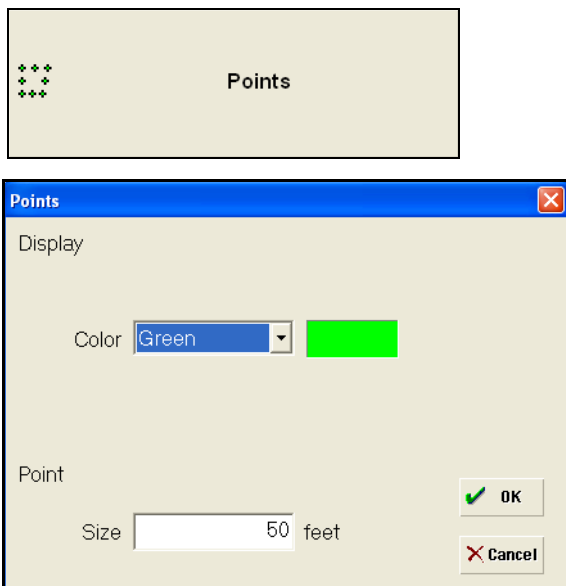 Points
Points
Display
Color Green
Point
OK
Size 50 feet
Cancel